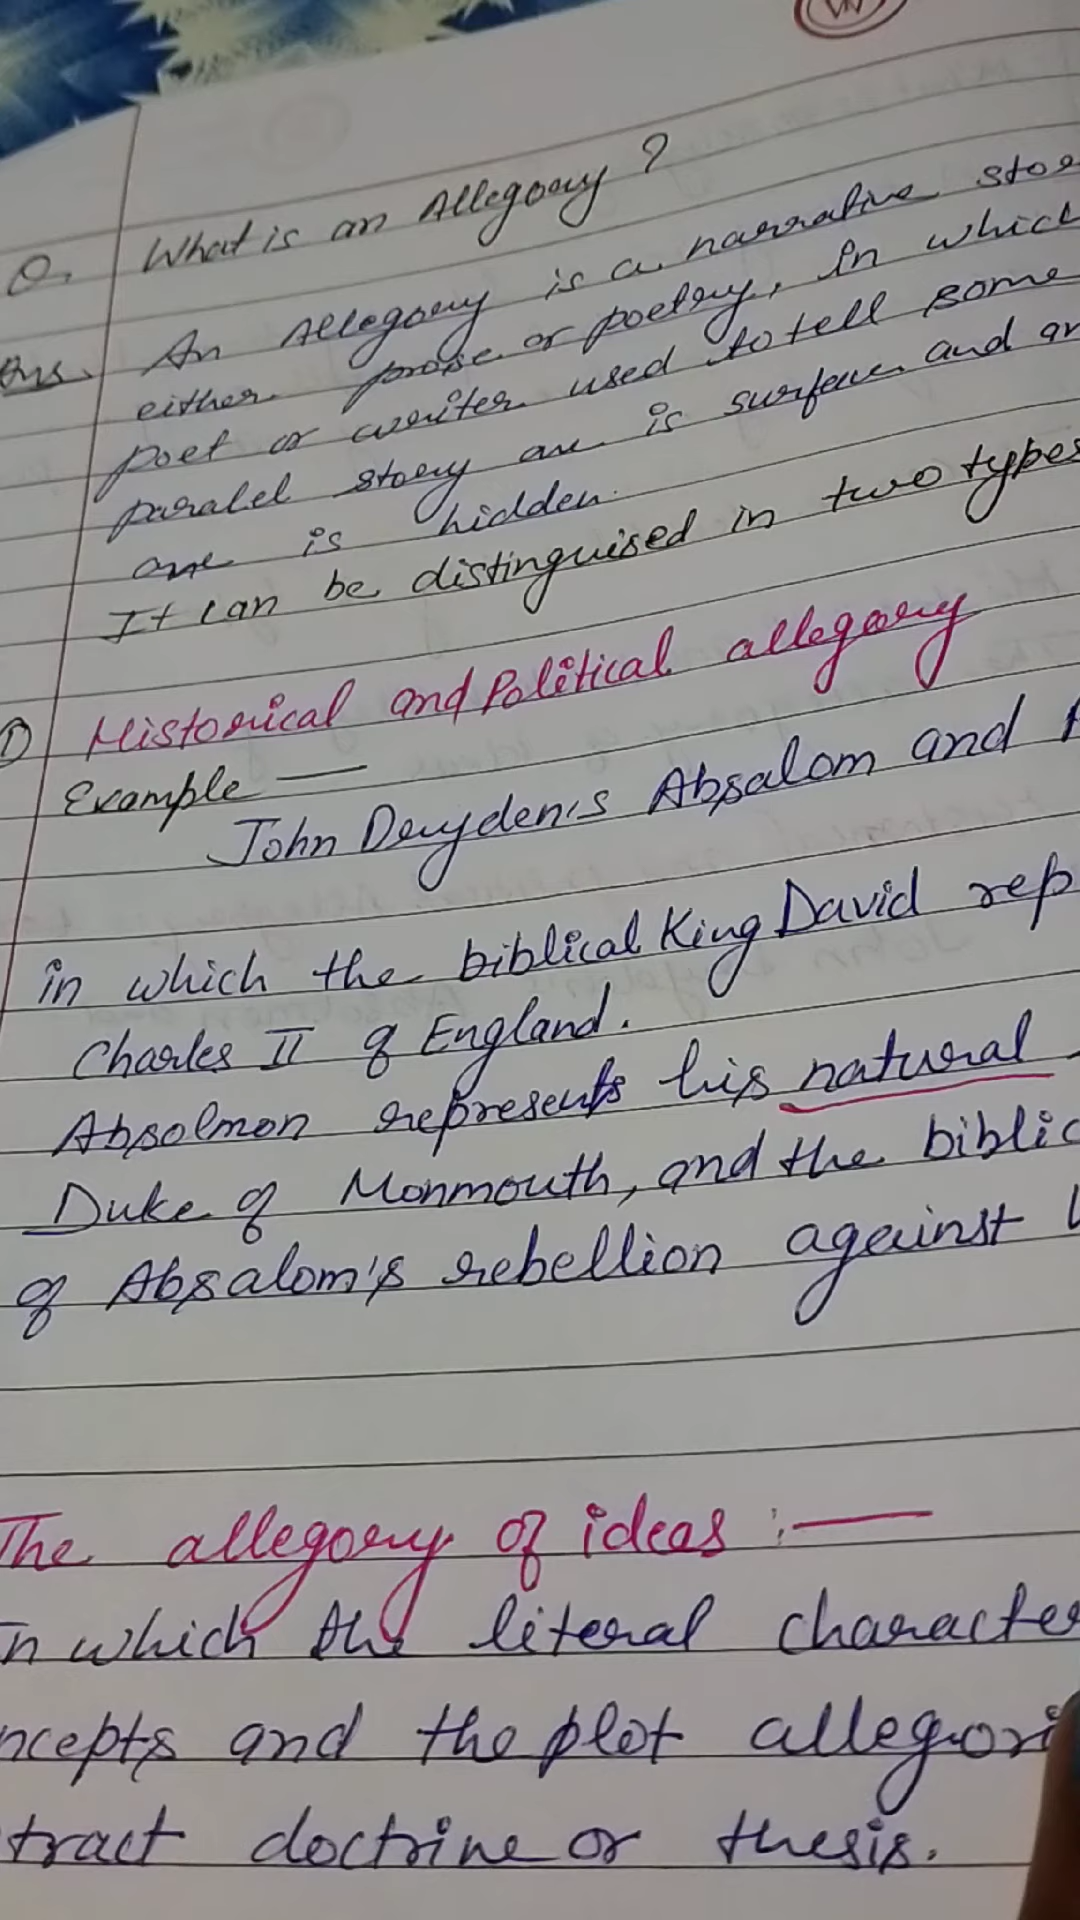 Q. What is an Allegory ?
Ans. An Allegory is a narrative stor
either prose or poetry, in which
poet or writer used to tell some
paralel story one is surface and an
one is hidden.
It can be distinguised in two types
1) Historical and Political allegory
Example —
John Dryden's Absalom and A
in which the biblical King David rep
Charles II of England.
Absolmon represents his natural
Duke of Monmouth, and the biblic
of Absalom's rebellion against h
The allegory of ideas :—
In which the literal character
ncepts and the plot allegori
tract doctrine or thesis.